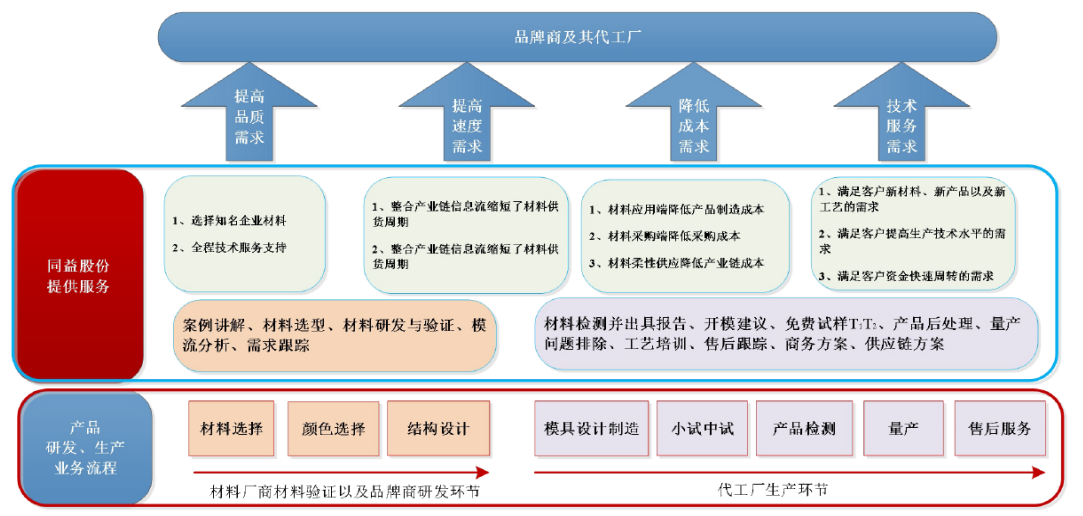 品牌商及其代工厂
提高
品质
需求
提高
速度
需求
降低
成本
需求
技术
服务
需求
同益股份
提供服务
1、选择知名企业材料
2、全程技术服务支持
1、整合产业链信息流缩短了材料供
货周期
2、整合产业链信息流缩短了材料供
货周期
1、材料应用端降低产品制造成本
2、材料采购端降低采购成本
3、材料柔性供应降低产业链成本
1、满足客户新材料、新产品以及新
工艺的需求
2、满足客户提高生产技术水平的需
求
3、满足客户资金快速周转的需求
案例讲解、材料选型、材料研发与验证、模
流分析、需求跟踪
材料检测并出具报告、开模建议、免费试样T₁T₂、产品后处理、量产
问题排除、工艺培训、售后跟踪、商务方案、供应链方案
产品
研发、生产
业务流程
材料选择
颜色选择
结构设计
模具设计制造
小试中试
产品检测
量产
售后服务
材料厂商材料验证以及品牌商研发环节
代工厂生产环节